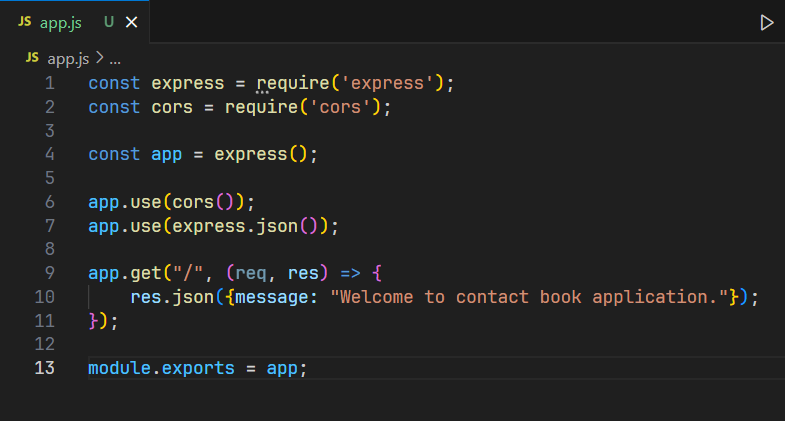 JS app.js U ×
JS app.js > ...
1 const express = require('express');
2 const cors = require('cors');
3
4 const app = express();
5
6 app.use(cors());
7 app.use(express.json());
8
9 app.get("/", (req, res) => {
10     res.json({message: "Welcome to contact book application."});
11 });
12
13 module.exports = app;